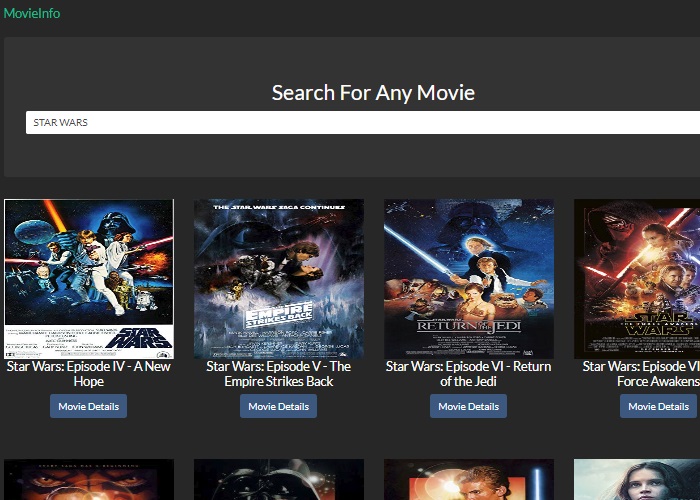 MovieInfo
Search For Any Movie
STAR WARS
THE STAR WARS SAGA CONTINUES
STAR
WARS
EMPIRE
STRIKES BACK
RETURN OF THE JEDI
STAR
WARS
Star Wars: Episode IV - A New
Hope
Star Wars: Episode V - The
Empire Strikes Back
Star Wars: Episode VI - Return
of the Jedi
Star Wars: Episode VI
Force Awakens
Movie Details
Movie Details
Movie Details
Movie Details